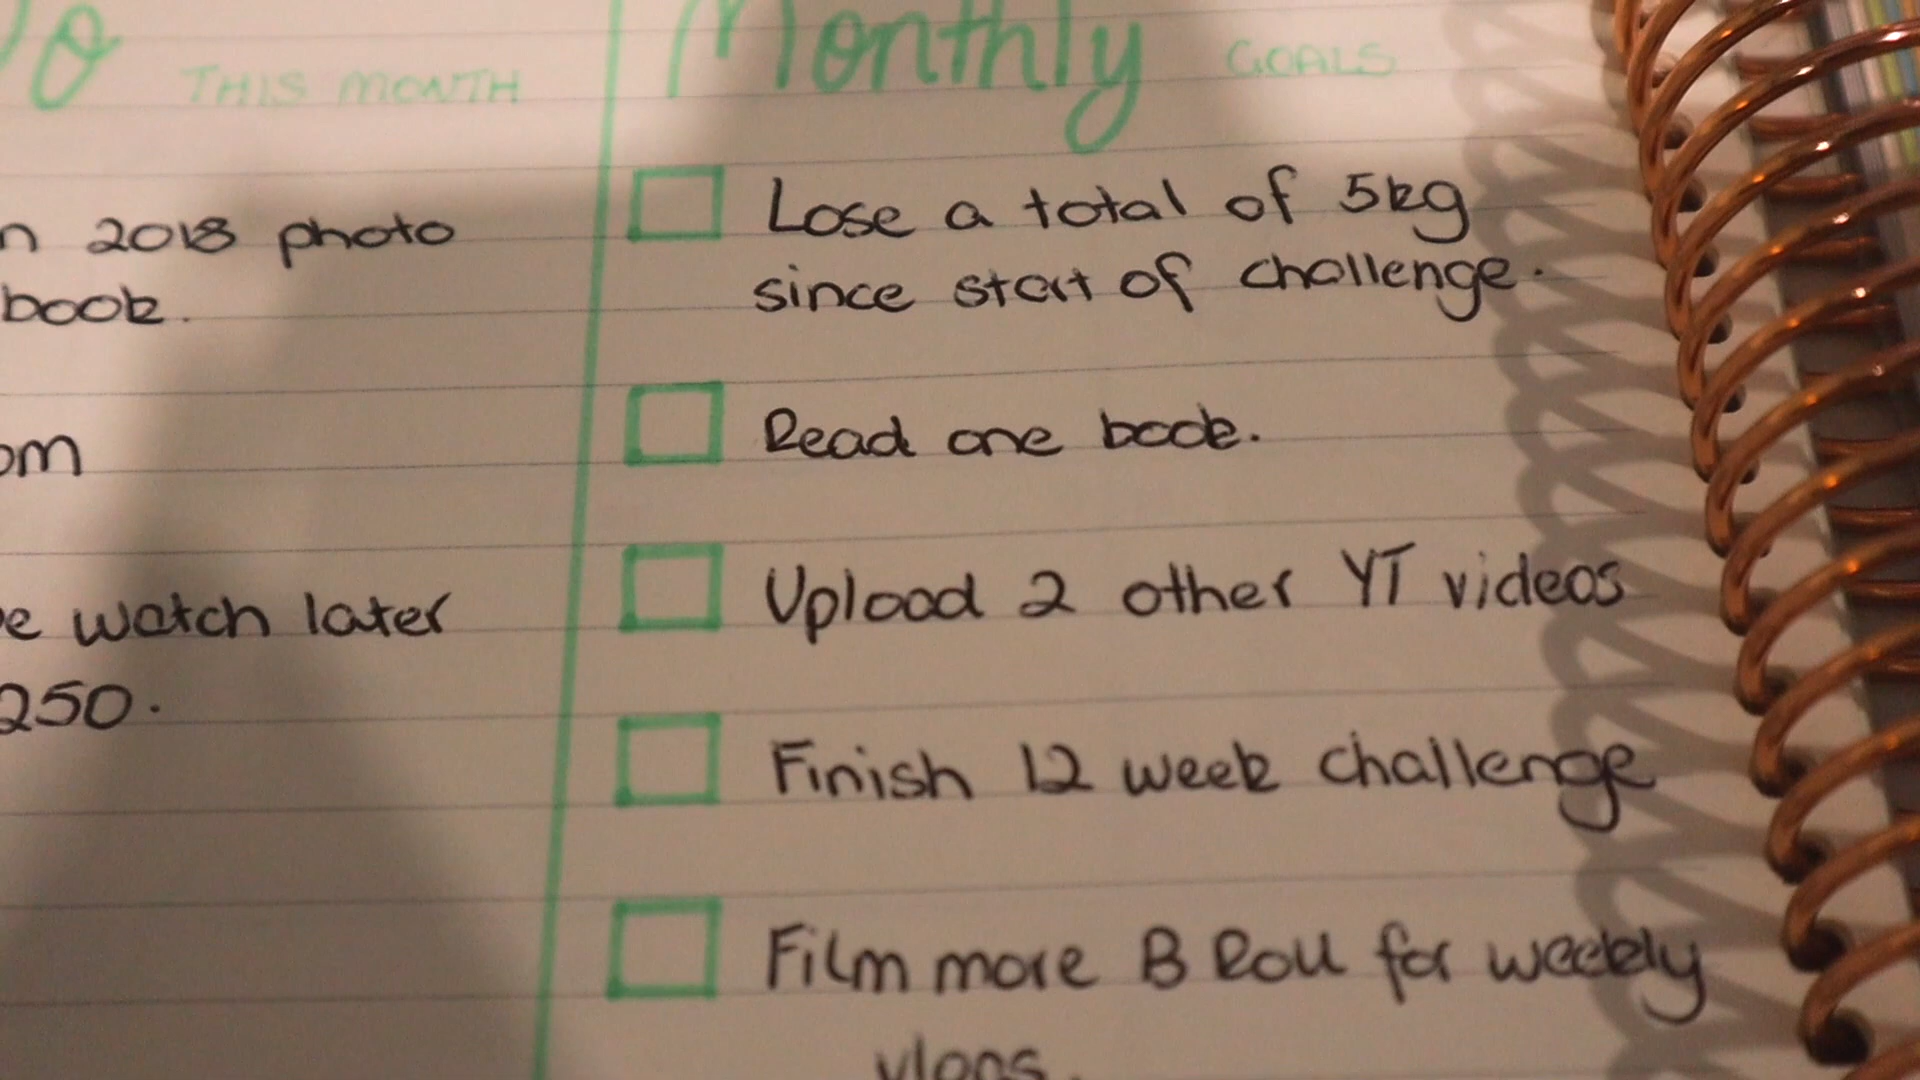 THIS MONTH
2018 photo
book.
watch later
250.
Monthly GOALS
Lose a total of 5kg
since start of challenge.
Read one book.
Upload 2 other YT videos
Finish 12 week challenge
Film more B Roll for weekly
vlogs.